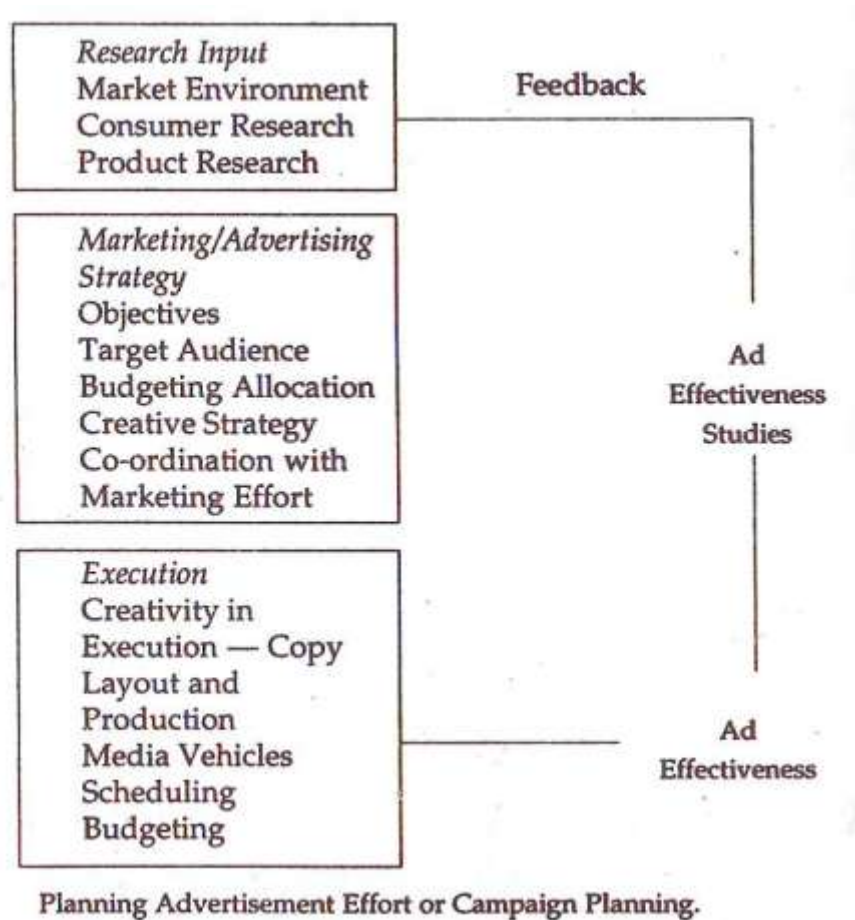 Research Input
Market Environment
Consumer Research
Product Research
Feedback
Marketing/Advertising
Strategy
Objectives
Target Audience
Budgeting Allocation
Creative Strategy
Co-ordination with
Marketing Effort
Ad
Effectiveness
Studies
Execution
Creativity in
Execution — Copy
Layout and
Production
Media Vehicles
Scheduling
Budgeting
Ad
Effectiveness
Planning Advertisement Effort or Campaign Planning.